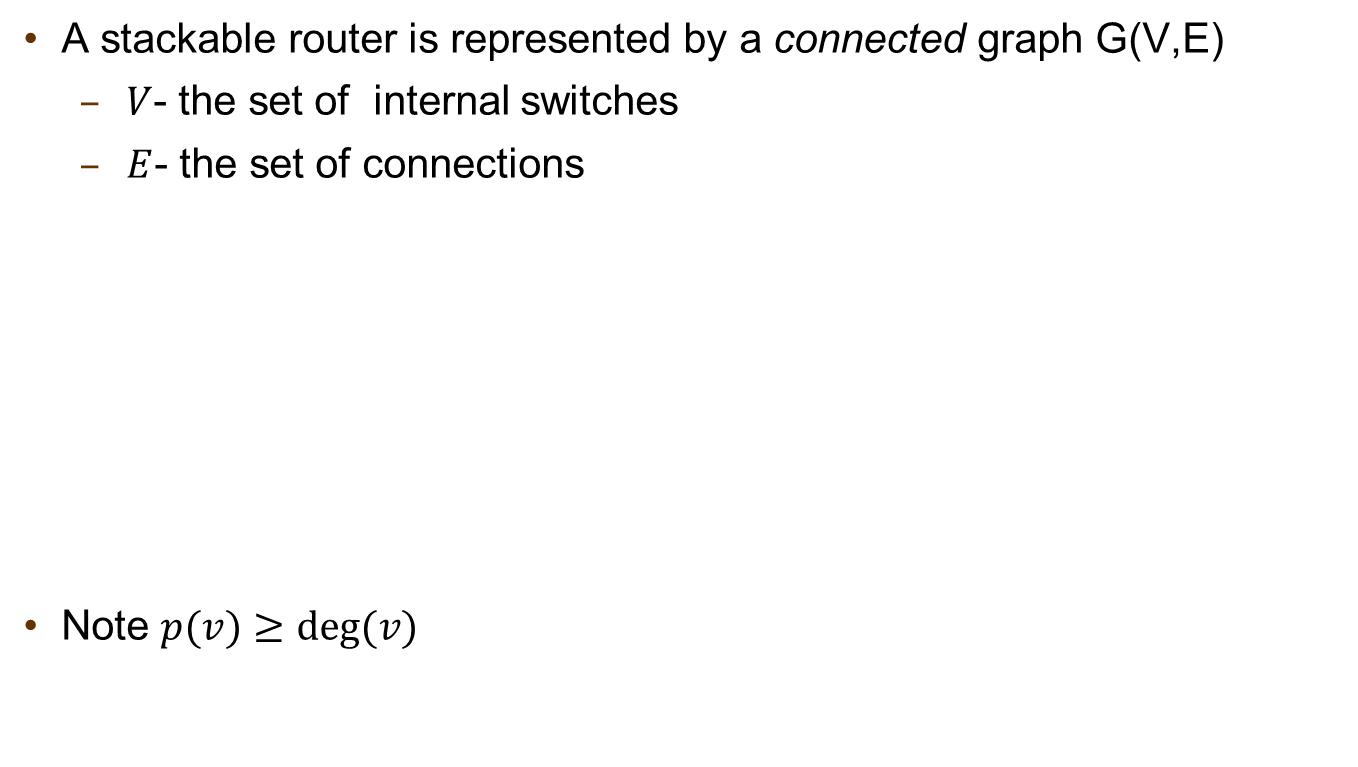 • A stackable router is represented by a connected graph G(V,E)
– 𝑉- the set of  internal switches
– 𝐸- the set of connections
• Note 𝑝(𝑣) ≥ deg(𝑣)